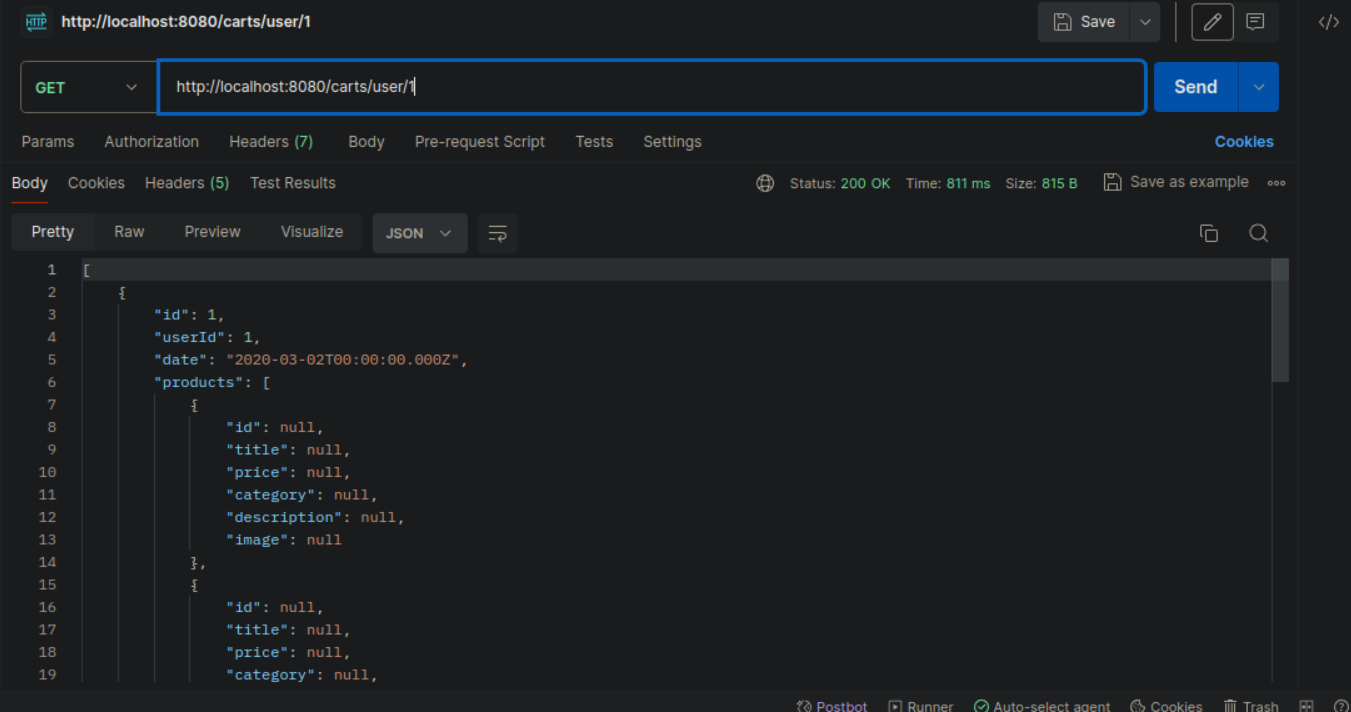 HTTP http://localhost:8080/carts/user/1 Save </>
GET http://localhost:8080/carts/user/1 Send
Params Authorization Headers (7) Body Pre-request Script Tests Settings Cookies
Body Cookies Headers (5) Test Results Status: 200 OK Time: 811 ms Size: 815 B Save as example
Pretty Raw Preview Visualize JSON
1 [
2 {
3 "id": 1,
4 "userId": 1,
5 "date": "2020-03-02T00:00:00.000Z",
6 "products": [
7 {
8 "id": null,
9 "title": null,
10 "price": null,
11 "category": null,
12 "description": null,
13 "image": null
14 },
15 {
16 "id": null,
17 "title": null,
18 "price": null,
19 "category": null,
Postbot Runner Auto-select agent Cookies Trash